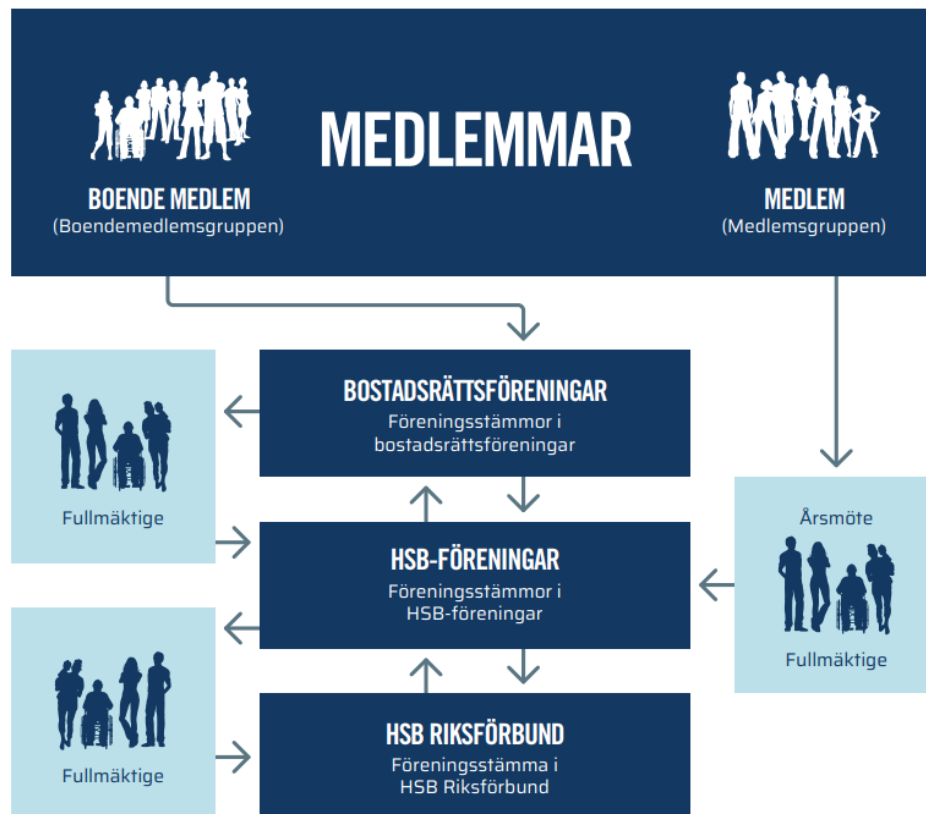 MEDLEMMAR
BOENDE MEDLEM
(Boendemedlemsgruppen)
MEDLEM
(Medlemsgruppen)
BOSTADSRÄTTSFÖRENINGAR
Föreningsstämmor i
bostadsrättsföreningar
Fullmäktige
HSB-FÖRENINGAR
Föreningsstämmor i
HSB-föreningar
Årsmöte
Fullmäktige
HSB RIKSFÖRBUND
Föreningsstämma i
HSB Riksförbund
Fullmäktige